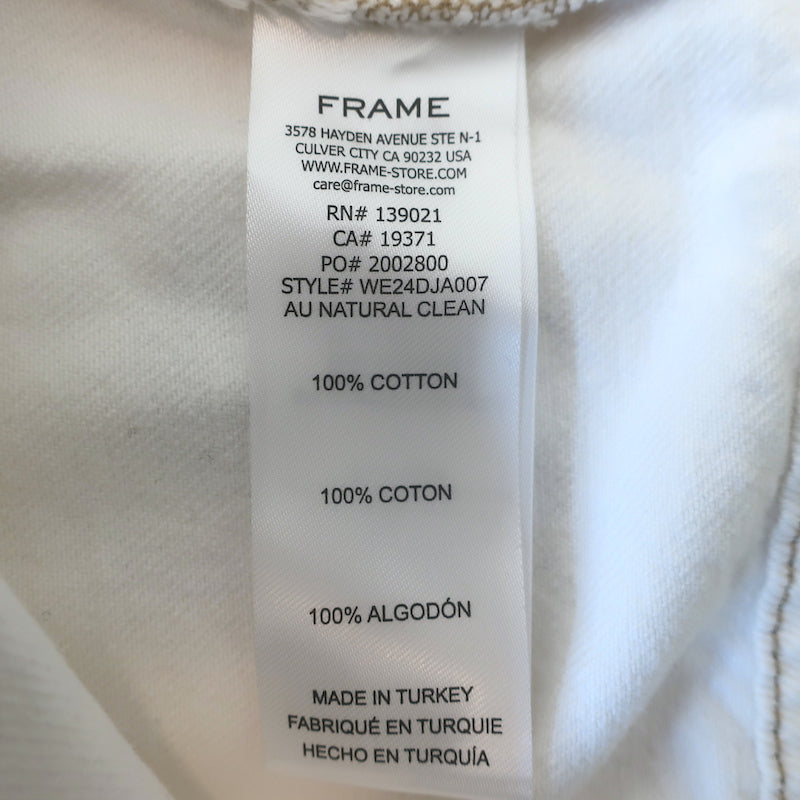 FRAME
3578 HAYDEN AVENUE STE N-1
CULVER CITY CA 90232 USA
WWW.FRAME-STORE.COM
care@frame-store.com
RN# 139021
CA# 19371
PO# 2002800
STYLE# WE24DJA007
AU NATURAL CLEAN
100% COTTON
100% COTON
100% ALGODÓN
MADE IN TURKEY
FABRIQUÉ EN TURQUIE
HECHO EN TURQUÍA